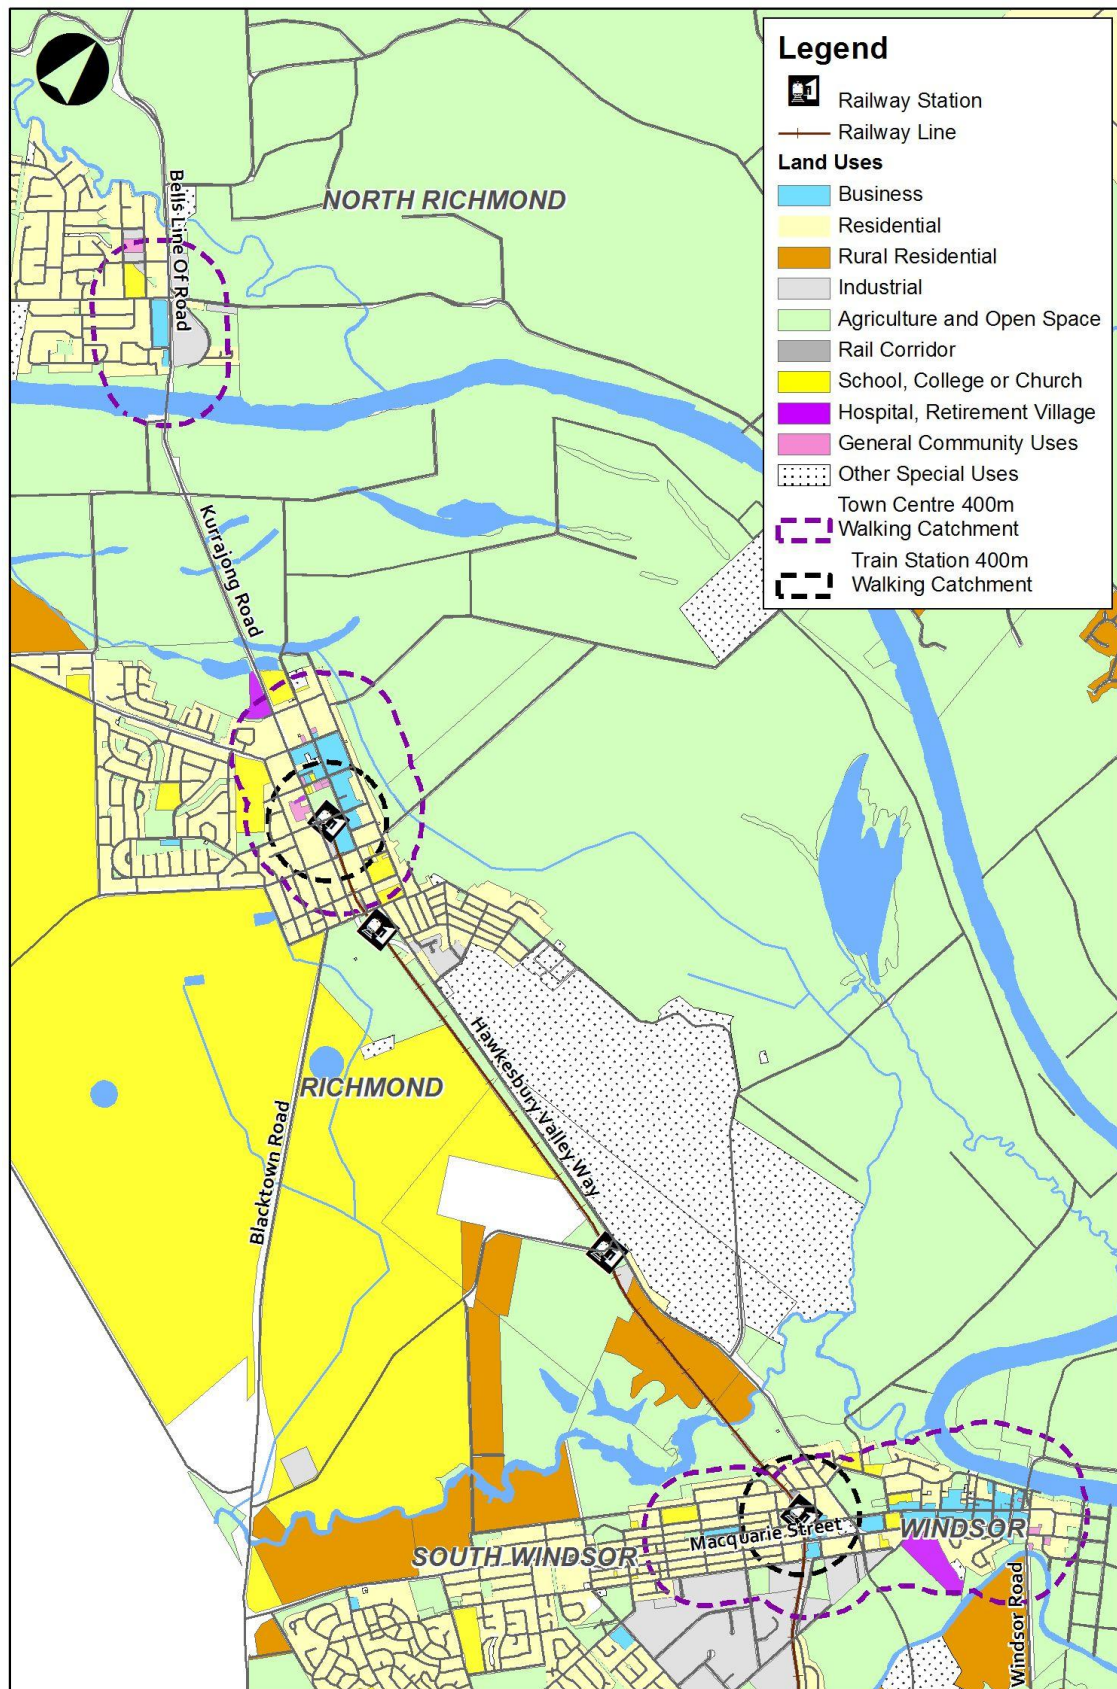 Legend
Railway Station
Railway Line
Land Uses
Business
Residential
Rural Residential
Industrial
Agriculture and Open Space
Rail Corridor
School, College or Church
Hospital, Retirement Village
General Community Uses
Other Special Uses
Town Centre 400m
Walking Catchment
Train Station 400m
Walking Catchment
Bells Line Of Road
NORTH RICHMOND
Kurrajong Road
Hawkesbury Valley Way
RICHMOND
Blacktown Road
Macquarie Street
WINDSOR
SOUTH WINDSOR
Windsor Road